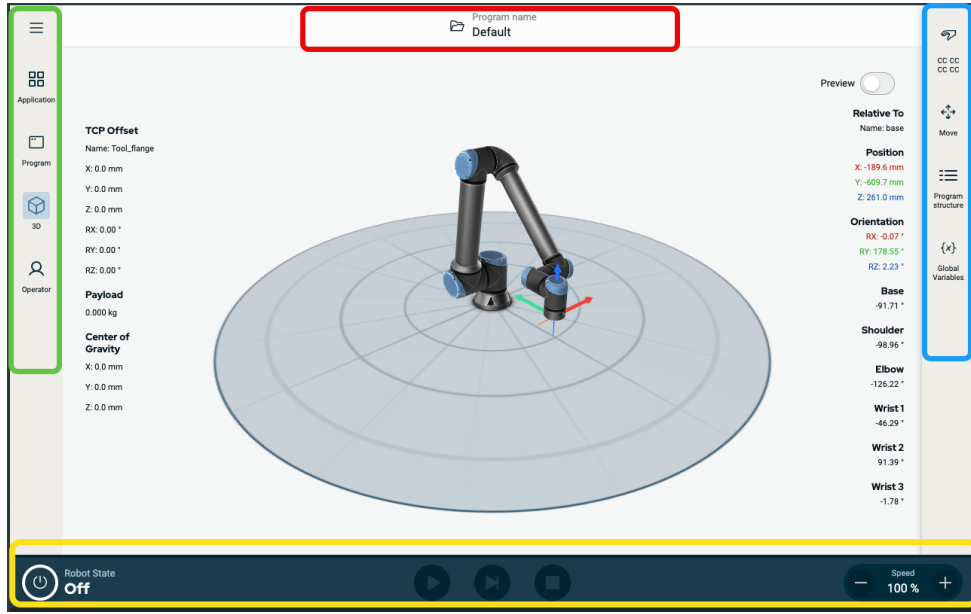 Program name
Default
Application
Program
3D
Operator
TCP Offset
Name: Tool_flange
X: 0.0 mm
Y: 0.0 mm
Z: 0.0 mm
RX: 0.00 °
RY: 0.00 °
RZ: 0.00 °
Payload
0.000 kg
Center of
Gravity
X: 0.0 mm
Y: 0.0 mm
Z: 0.0 mm
Preview
Relative To
Name: base
Position
X: -189.6 mm
Y: -609.7 mm
Z: 261.0 mm
Orientation
RX: -0.07 °
RY: 178.55 °
RZ: 2.23 °
Base
-91.71 °
Shoulder
-98.96 °
Elbow
-126.22 °
Wrist 1
-46.29 °
Wrist 2
91.39 °
Wrist 3
-1.78 °
CC CC
CC CC
Move
Program
structure
{x}
Global
Variables
Robot State
Off
Speed
100 %